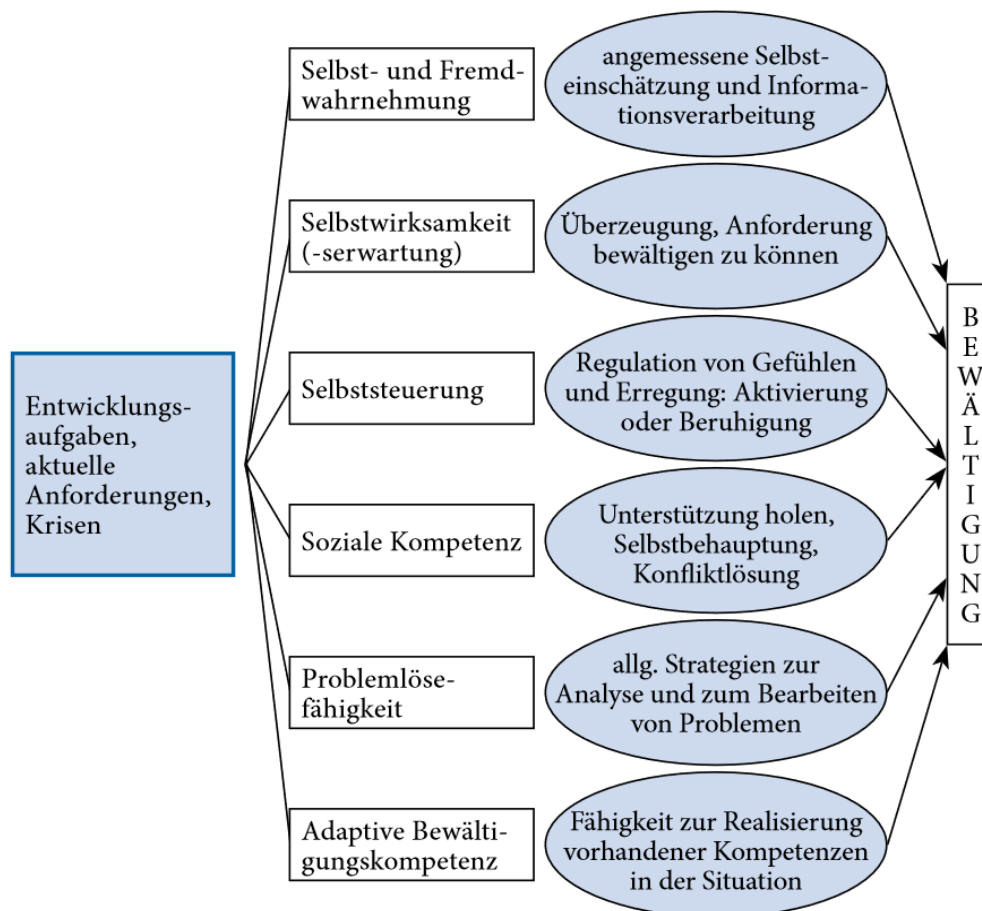 Entwicklungs-
aufgaben,
aktuelle
Anforderungen,
Krisen
Selbst- und Fremd-
wahrnehmung
angemessene Selbst-
einschätzung und Informa-
tionsverarbeitung
Selbstwirksamkeit
(-serwartung)
Überzeugung, Anforderung
bewältigen zu können
Selbststeuerung
Regulation von Gefühlen
und Erregung: Aktivierung
oder Beruhigung
Soziale Kompetenz
Unterstützung holen,
Selbstbehauptung,
Konfliktlösung
Problemlöse-
fähigkeit
allg. Strategien zur
Analyse und zum Bearbeiten
von Problemen
Adaptive Bewälti-
gungskompetenz
Fähigkeit zur Realisierung
vorhandener Kompetenzen
in der Situation
BEWÄLTIGUNG